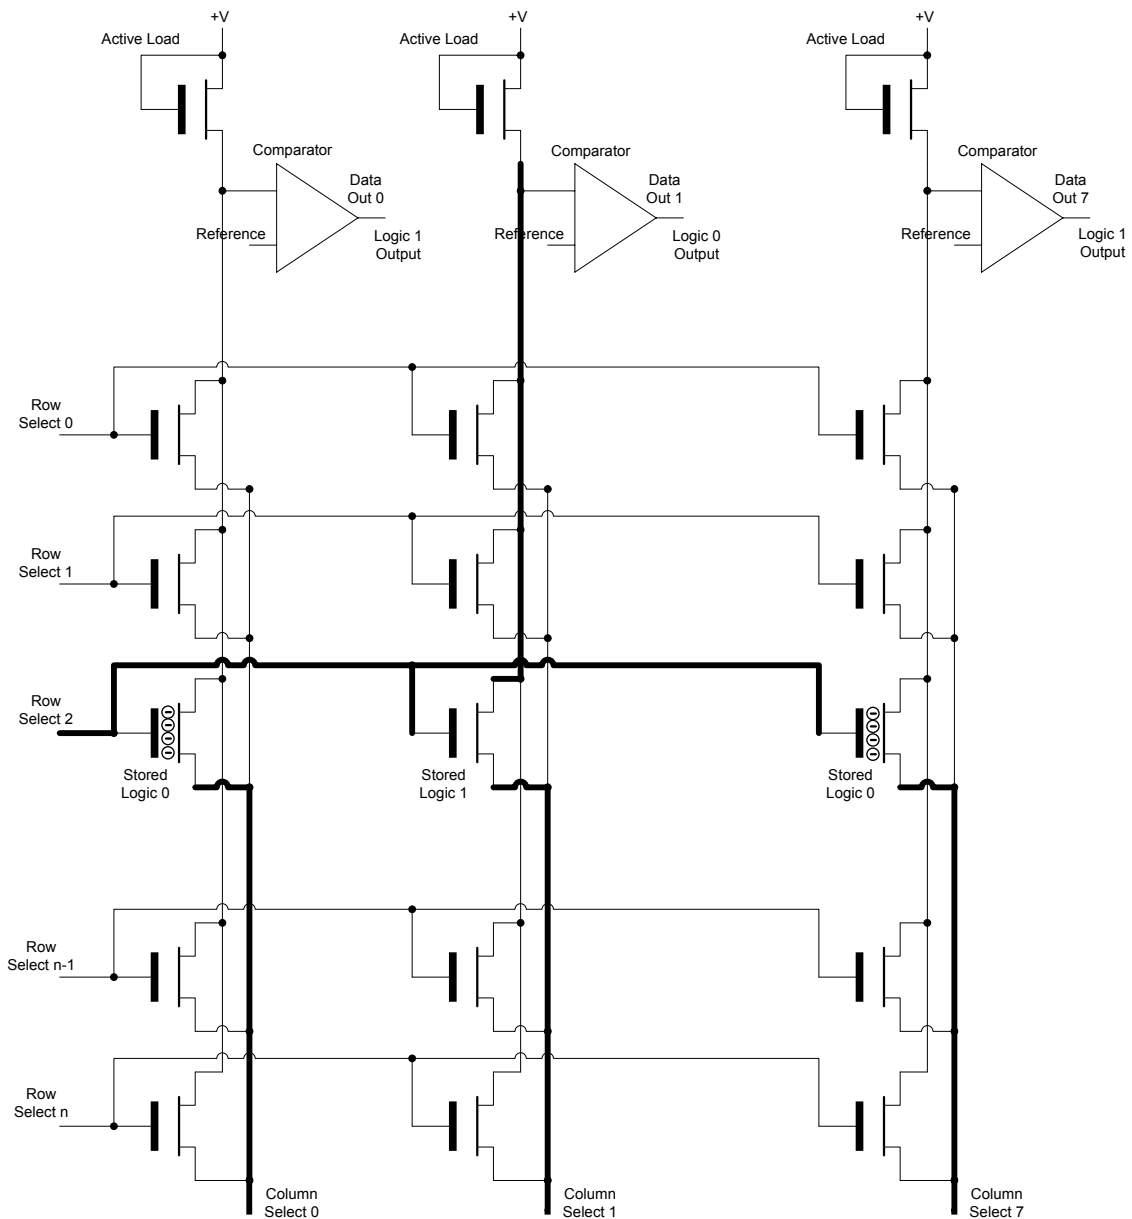 +V
+V
+V
Active Load
Active Load
Active Load
Comparator
Comparator
Comparator
Data
Out 0
Data
Out 1
Data
Out 7
Reference
Reference
Reference
Logic 1
Output
Logic 0
Output
Logic 1
Output
Row
Select 0
Row
Select 1
Row
Select 2
Stored
Logic 0
Stored
Logic 1
Stored
Logic 0
Row
Select n-1
Row
Select n
Column
Select 0
Column
Select 1
Column
Select 7